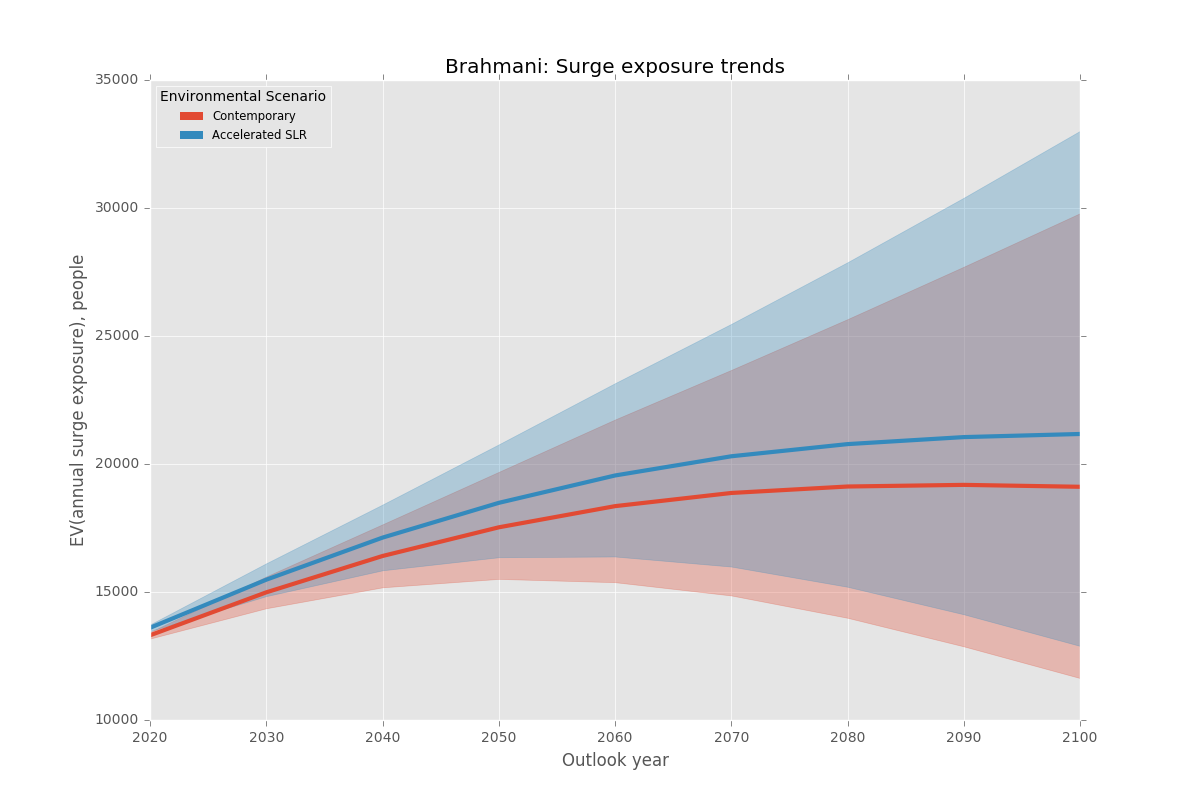 Brahmani: Surge exposure trends
Environmental Scenario
Contemporary
Accelerated SLR
EV(annual surge exposure), people
35000
30000
25000
20000
15000
10000
2020 2030 2040 2050 2060 2070 2080 2090 2100
Outlook year